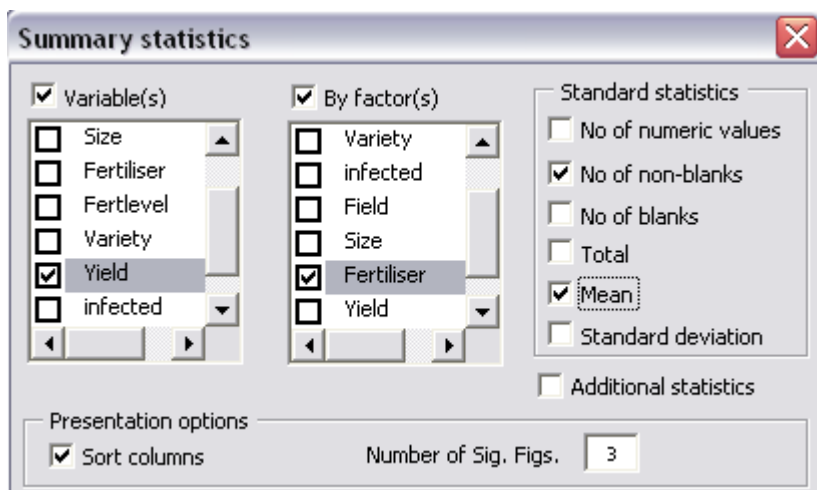 Summary statistics
Variable(s)
Size
Fertiliser
Fertlevel
Variety
Yield
infected
By factor(s)
Variety
infected
Field
Size
Fertiliser
Yield
Standard statistics
No of numeric values
No of non-blanks
No of blanks
Total
Mean
Standard deviation
Additional statistics
Presentation options
Sort columns
Number of Sig. Figs. 3